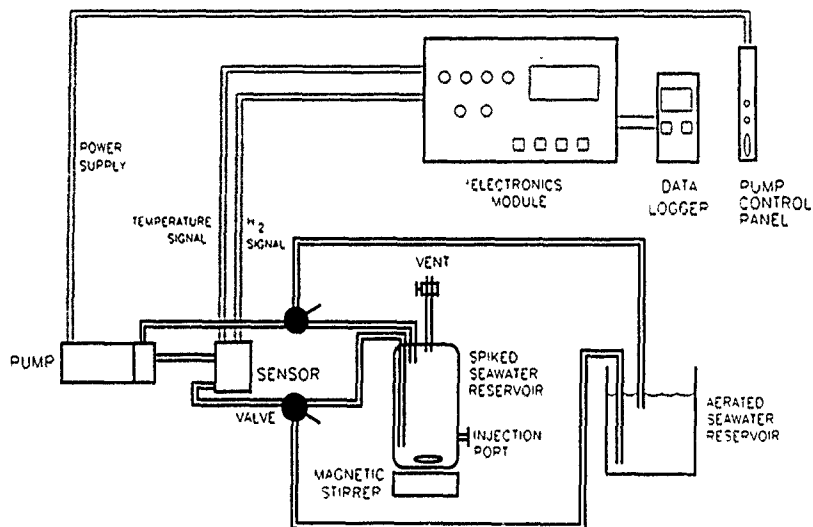 POWER
SUPPLY
TEMPERATURE
SIGNAL
H2
SIGNAL
ELECTRONICS
MODULE
DATA
LOGGER
PUMP
CONTROL
PANEL
VENT
PUMP
SENSOR
VALVE
SPIKED
SEAWATER
RESERVOIR
INJECTION
PORT
MAGNETIC
STIRRER
AERATED
SEAWATER
RESERVOIR